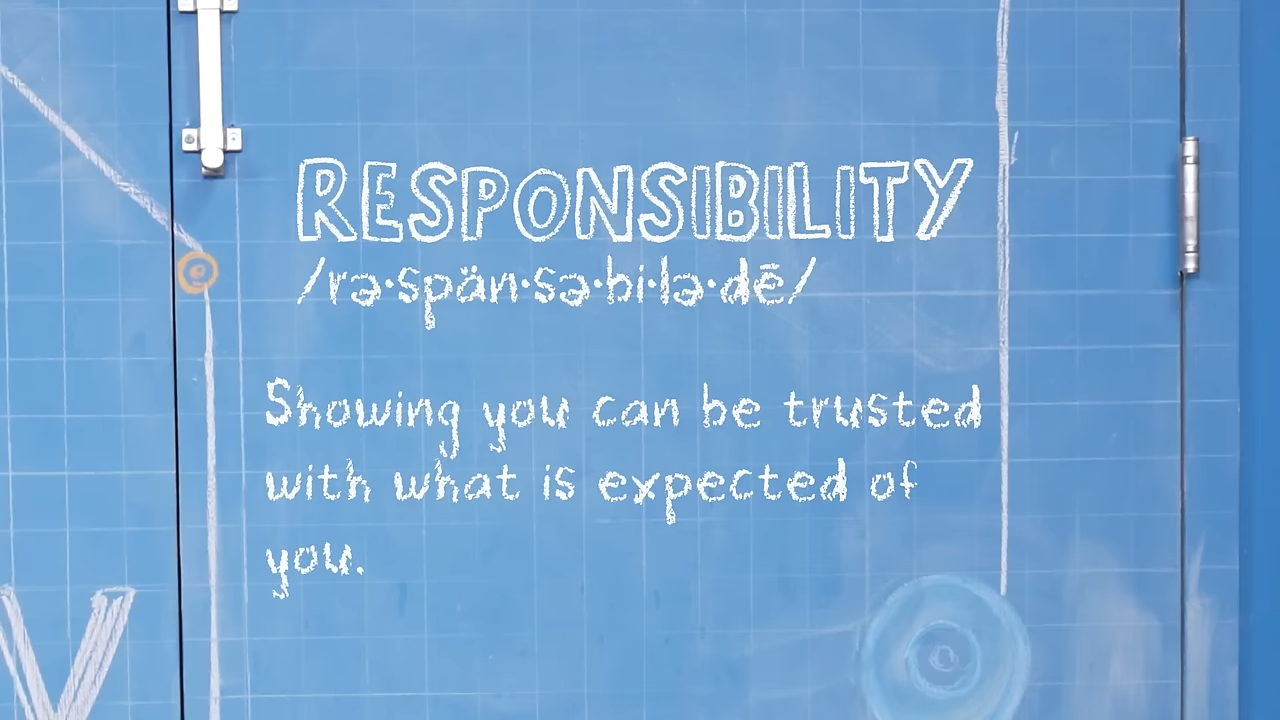 RESPONSIBILITY
/rə·spän·sə·bi·lə·dē/
Showing you can be trusted
with what is expected of
you.